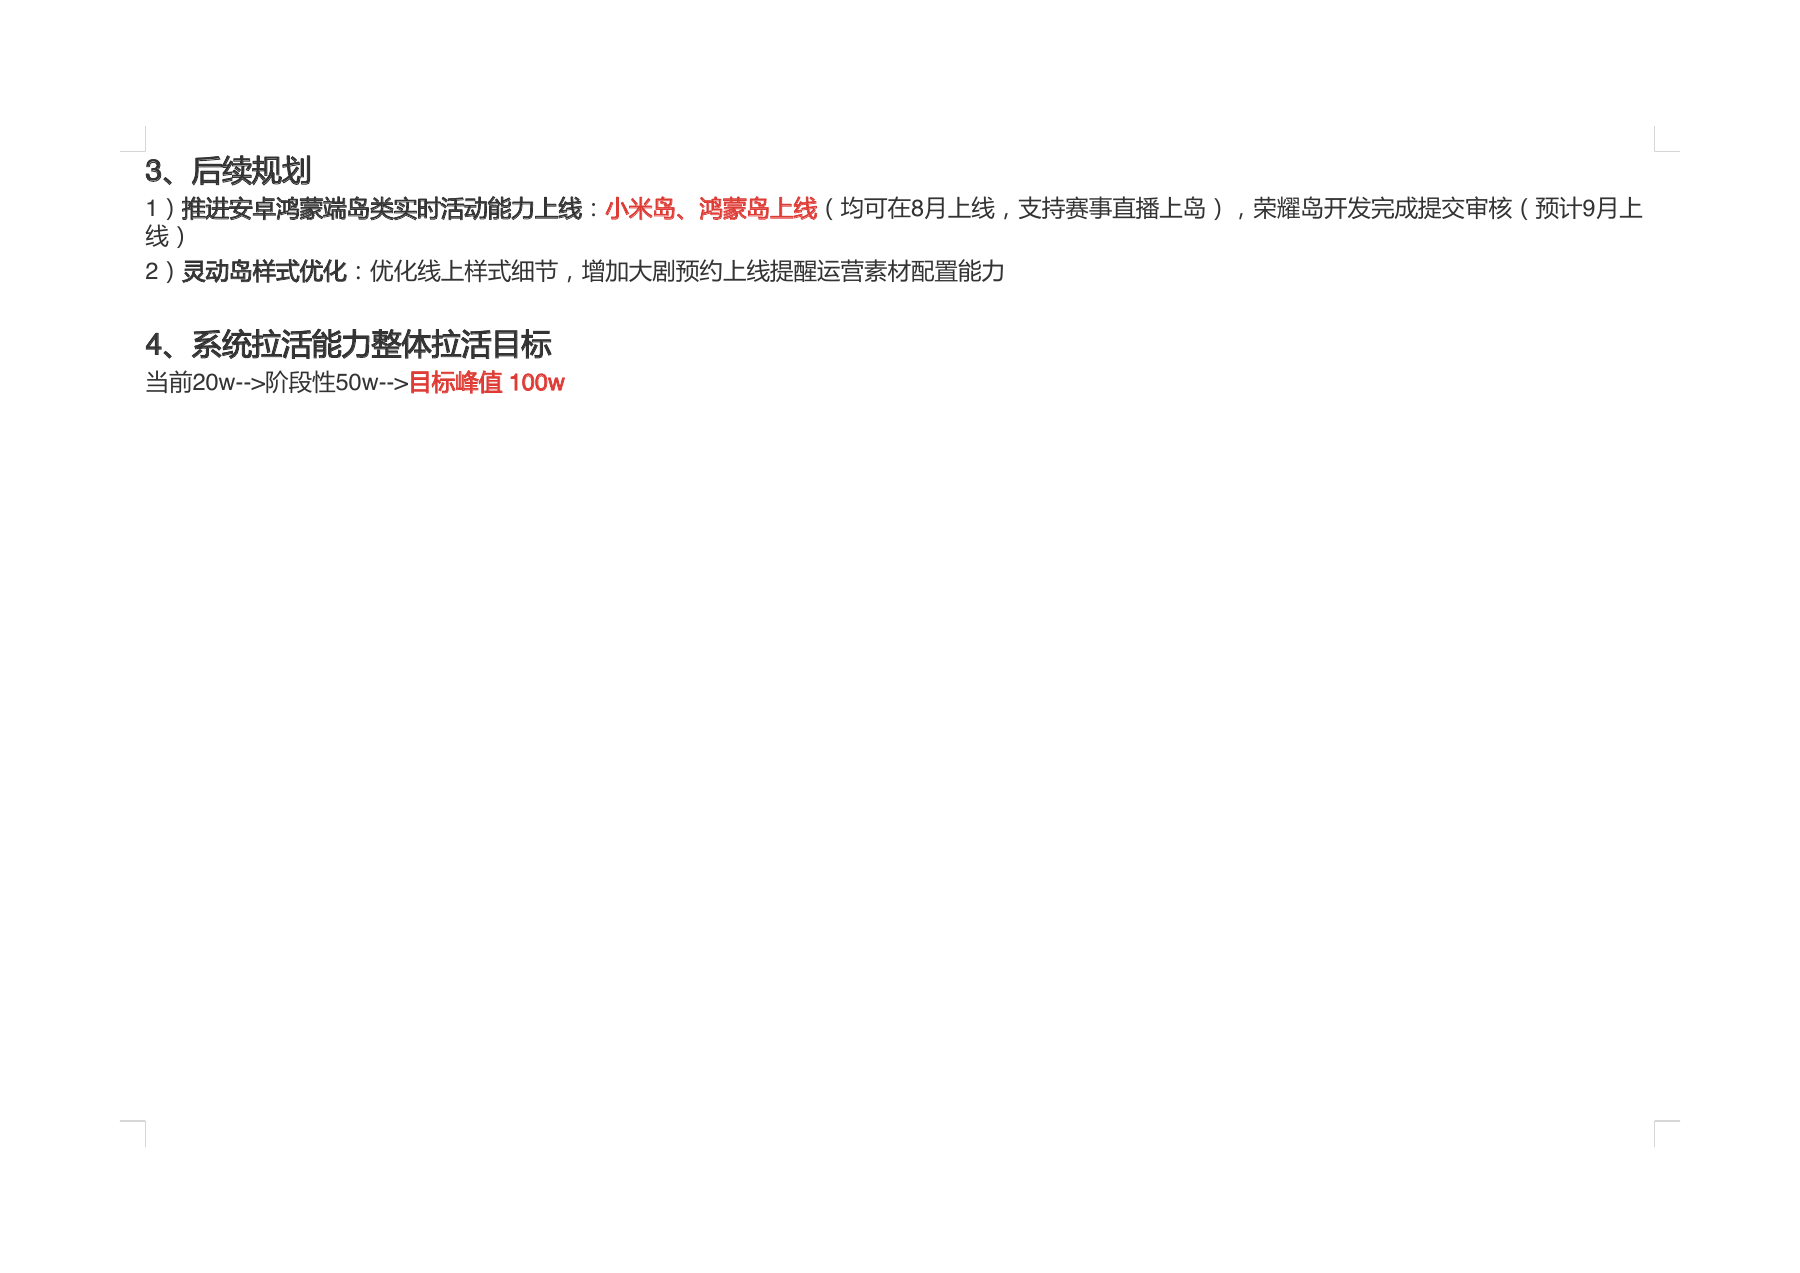 3、后续规划
1）推进安卓鸿蒙端岛类实时活动能力上线：小米岛、鸿蒙岛上线（均可在8月上线，支持赛事直播上岛），荣耀岛开发完成提交审核（预计9月上
线）
2）灵动岛样式优化：优化线上样式细节，增加大剧预约上线提醒运营素材配置能力
4、系统拉活能力整体拉活目标
当前20w-->阶段性50w-->目标峰值 100w